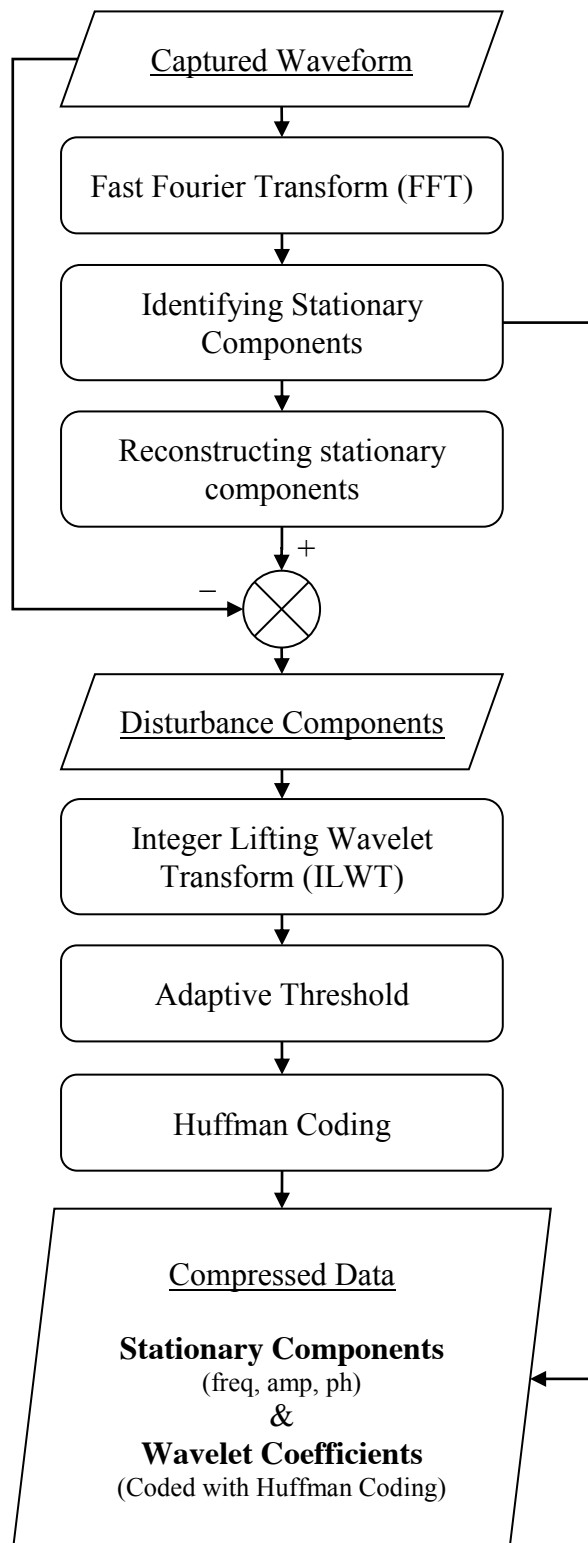 Captured Waveform
Fast Fourier Transform (FFT)
Identifying Stationary
Components
Reconstructing stationary
components
+
−
Disturbance Components
Integer Lifting Wavelet
Transform (ILWT)
Adaptive Threshold
Huffman Coding
Compressed Data
Stationary Components
(freq, amp, ph)
&
Wavelet Coefficients
(Coded with Huffman Coding)